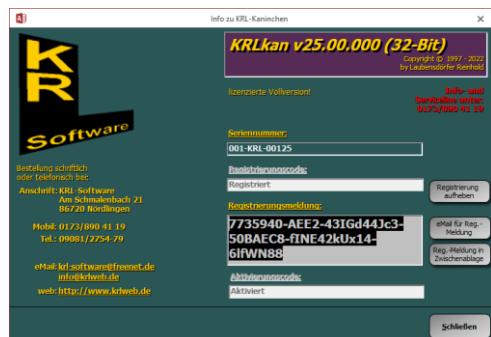 Info zu KRL-Kaninchen
KR
Software
Bestellung schriftlich
oder telefonisch bei:
Anschrift: KRL-Software
Am Schmalenbach 21
86720 Nördlingen
Mobil: 0173/890 41 19
Tel.: 09081/2754-79
eMail: krl-software@freenet.de
info@krlweb.de
web: http://www.krlweb.de
KRLkan v25.00.000 (32-Bit)
Copyright © 1997 - 2022
by Laubensdörfer Reinhold
lizenzierte Vollversion!
Info- und
Serviceline unter:
0173/890 41 19
Seriennummer:
001-KRL-00125
Registrierungscode:
Registriert
Registrierung
aufheben
Registrierungsmeldung:
7735940-AEE2-43IGd44Jc3-
50BAEC8-fINE42kUx14-
6lfWN88
eMail für Reg.-
Meldung
Reg.-Meldung in
Zwischenablage
Aktivierungscode:
Aktiviert
Schließen